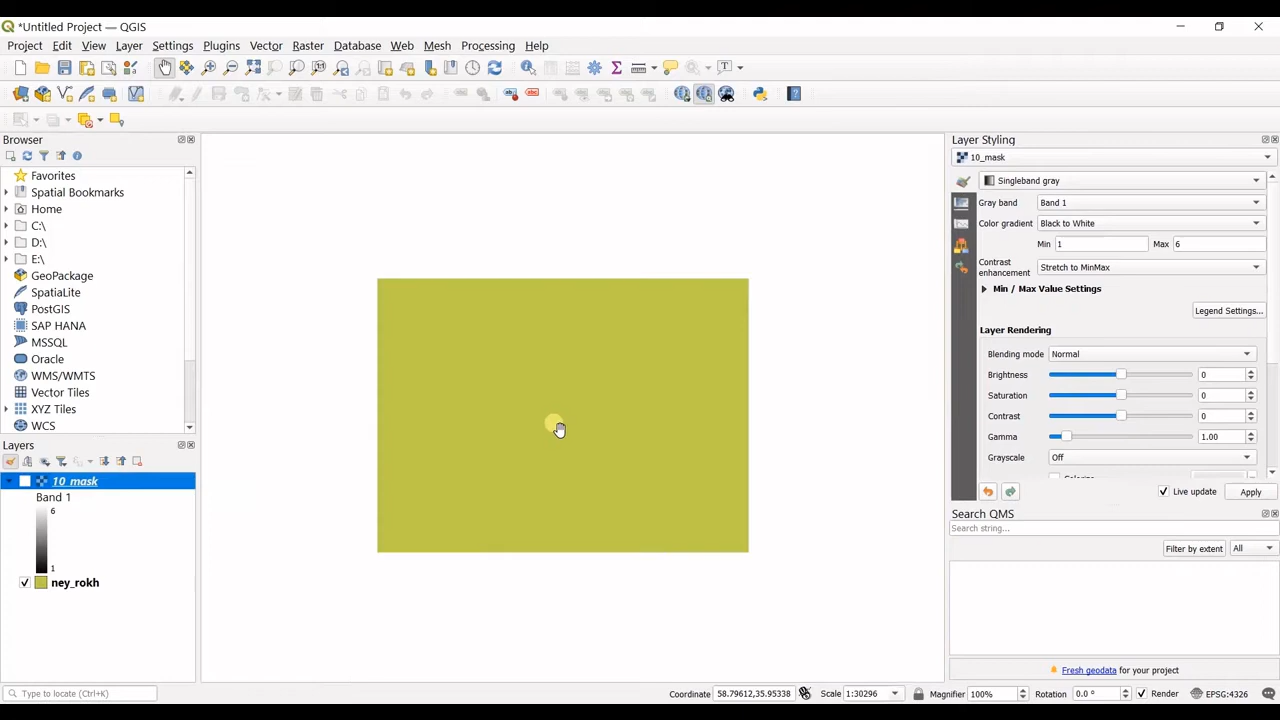 *Untitled Project — QGIS
Project Edit View Layer Settings Plugins Vector Raster Database Web Mesh Processing Help
Browser
Favorites
Spatial Bookmarks
Home
C:\
D:\
E:\
GeoPackage
SpatiaLite
PostGIS
SAP HANA
MSSQL
Oracle
WMS/WMTS
Vector Tiles
XYZ Tiles
WCS
Layers
10_mask
Band 1
6
1
ney_rokh
Layer Styling
10_mask
Singleband gray
Gray band Band 1
Color gradient Black to White
Min 1 Max 6
Contrast enhancement Stretch to MinMax
Min / Max Value Settings
Legend Settings...
Layer Rendering
Blending mode Normal
Brightness 0
Saturation 0
Contrast 0
Gamma 1.00
Grayscale Off
Live update Apply
Search QMS
Search string...
Filter by extent All
Fresh geodata for your project
Type to locate (Ctrl+K) Coordinate 58.79612,35.95338 Scale 1:30296 Magnifier 100% Rotation 0.0 ° Render EPSG:4326